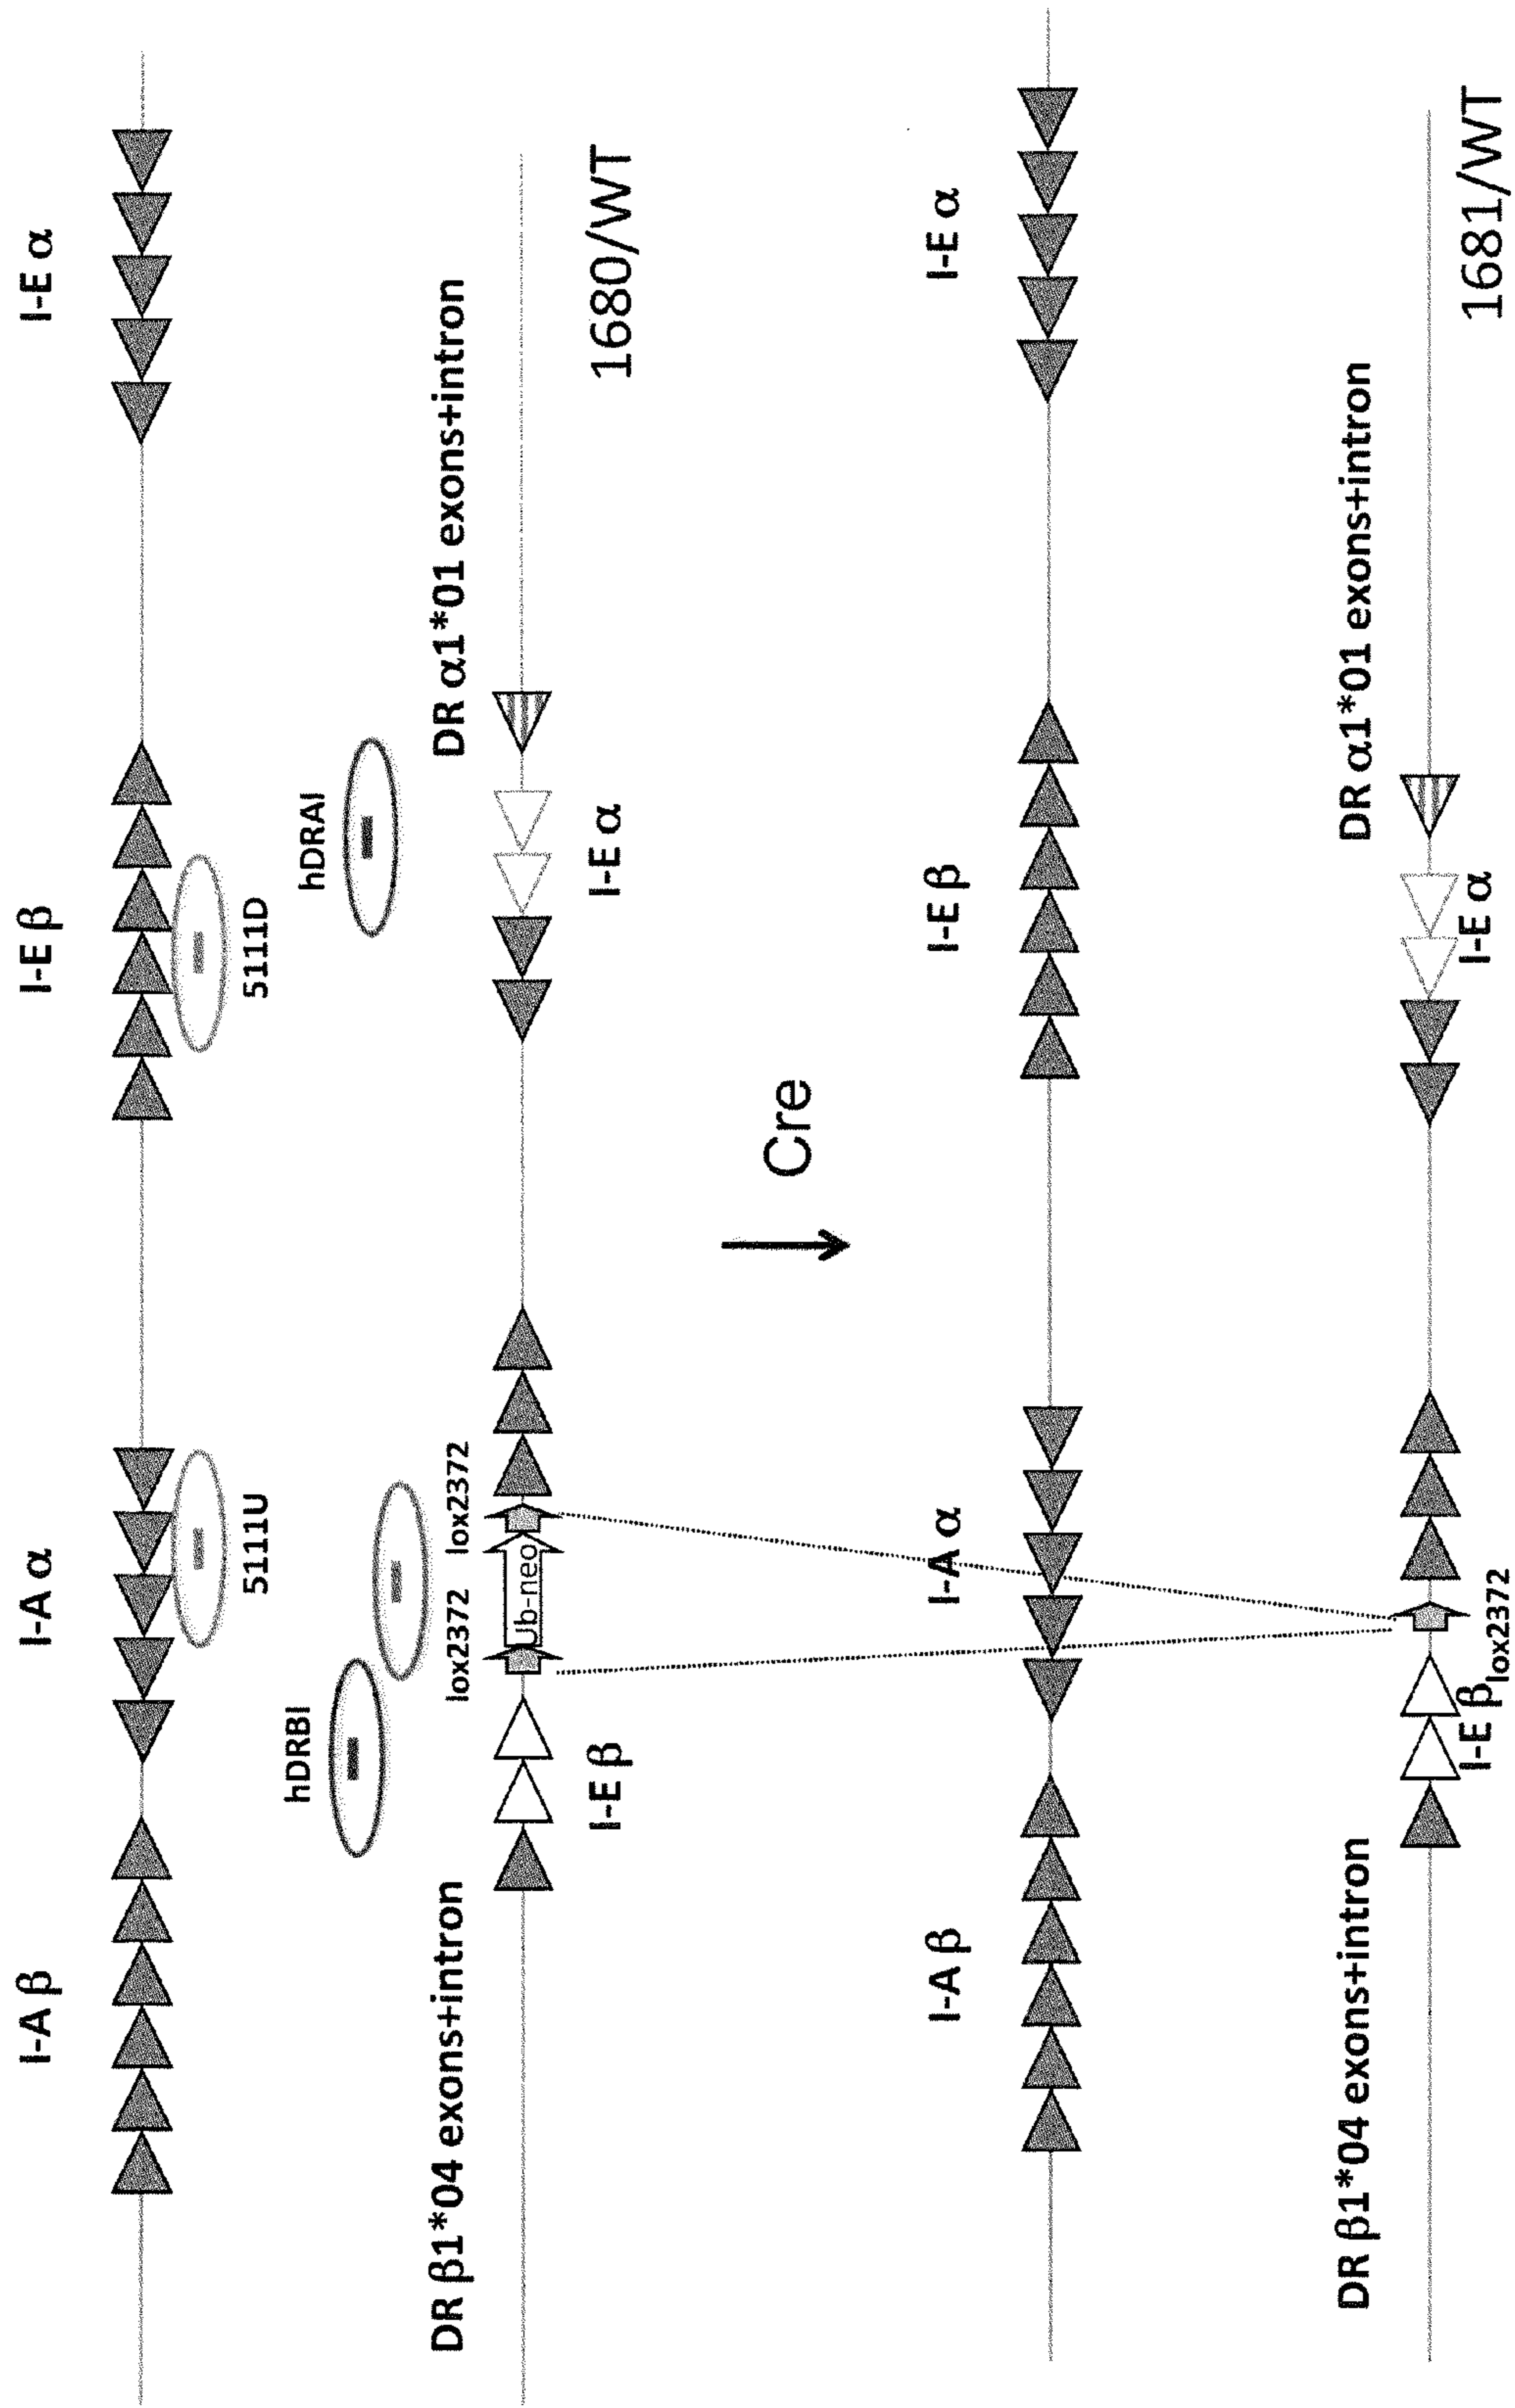 I-A β
I-A α
I-E β
I-E α
5111U
5111D
hDRBI
hDRAI
DR β1*04 exons+intron
lox2372
lox2372
DR α1*01 exons+intron
Ub-neo
I-E β
I-E α
1680/WT
Cre
I-A β
I-A α
I-E β
I-E α
DR β1*04 exons+intron
DR α1*01 exons+intron
I-E β
lox2372
I-E α
1681/WT